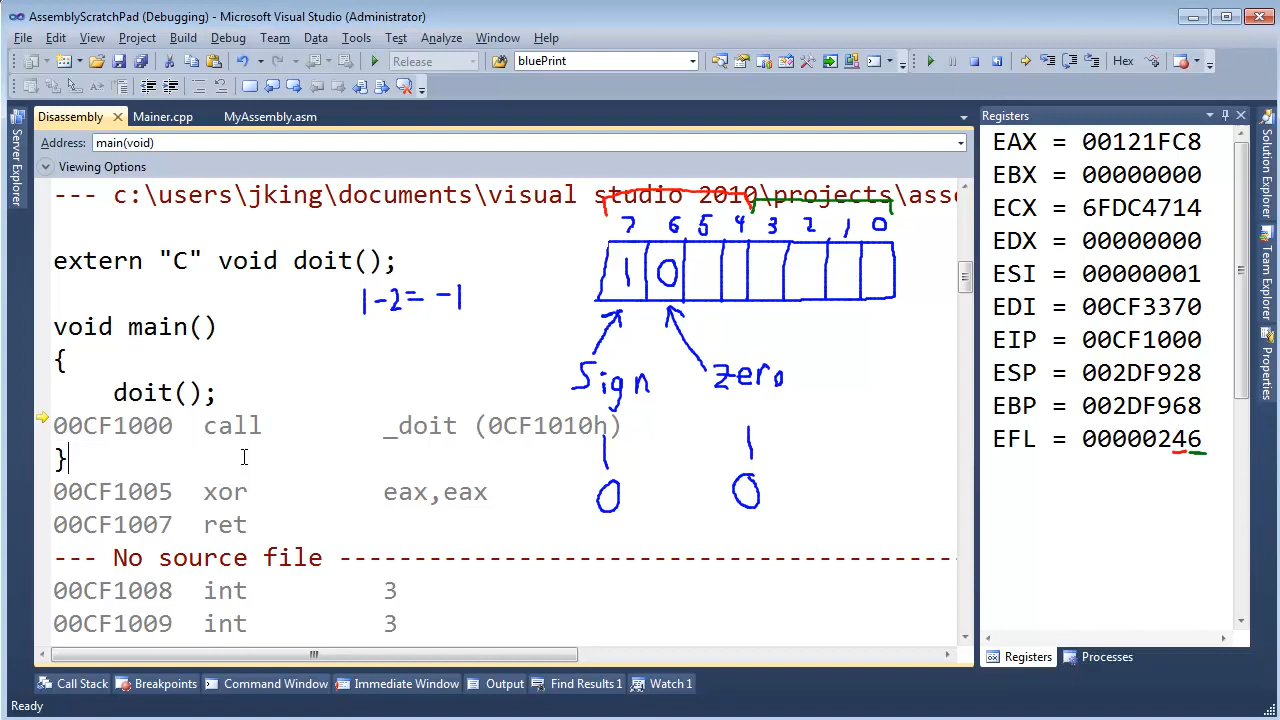 AssemblyScratchPad (Debugging) - Microsoft Visual Studio (Administrator)
File Edit View Project Build Debug Team Data Tools Test Analyze Window Help
Release bluePrint Hex
Disassembly Mainer.cpp MyAssembly.asm
Address: main(void)
Viewing Options
--- c:\users\jking\documents\visual studio 2010\projects\asse
7 6 5 4 3 2 1 0
extern "C" void doit();
1 0
1-2= -1
void main()
{
Sign Zero
doit();
00CF1000 call _doit (0CF1010h)
1 1
}
0 0
00CF1005 xor eax,eax
00CF1007 ret
--- No source file ---------------------------------
00CF1008 int 3
00CF1009 int 3
Registers
EAX = 00121FC8
EBX = 00000000
ECX = 6FDC4714
EDX = 00000000
ESI = 00000001
EDI = 00CF3370
EIP = 00CF1000
ESP = 002DF928
EBP = 002DF968
EFL = 00000246
Registers Processes
Server Explorer
Solution Explorer
Team Explorer
Properties
Call Stack Breakpoints Command Window Immediate Window Output Find Results 1 Watch 1
Ready